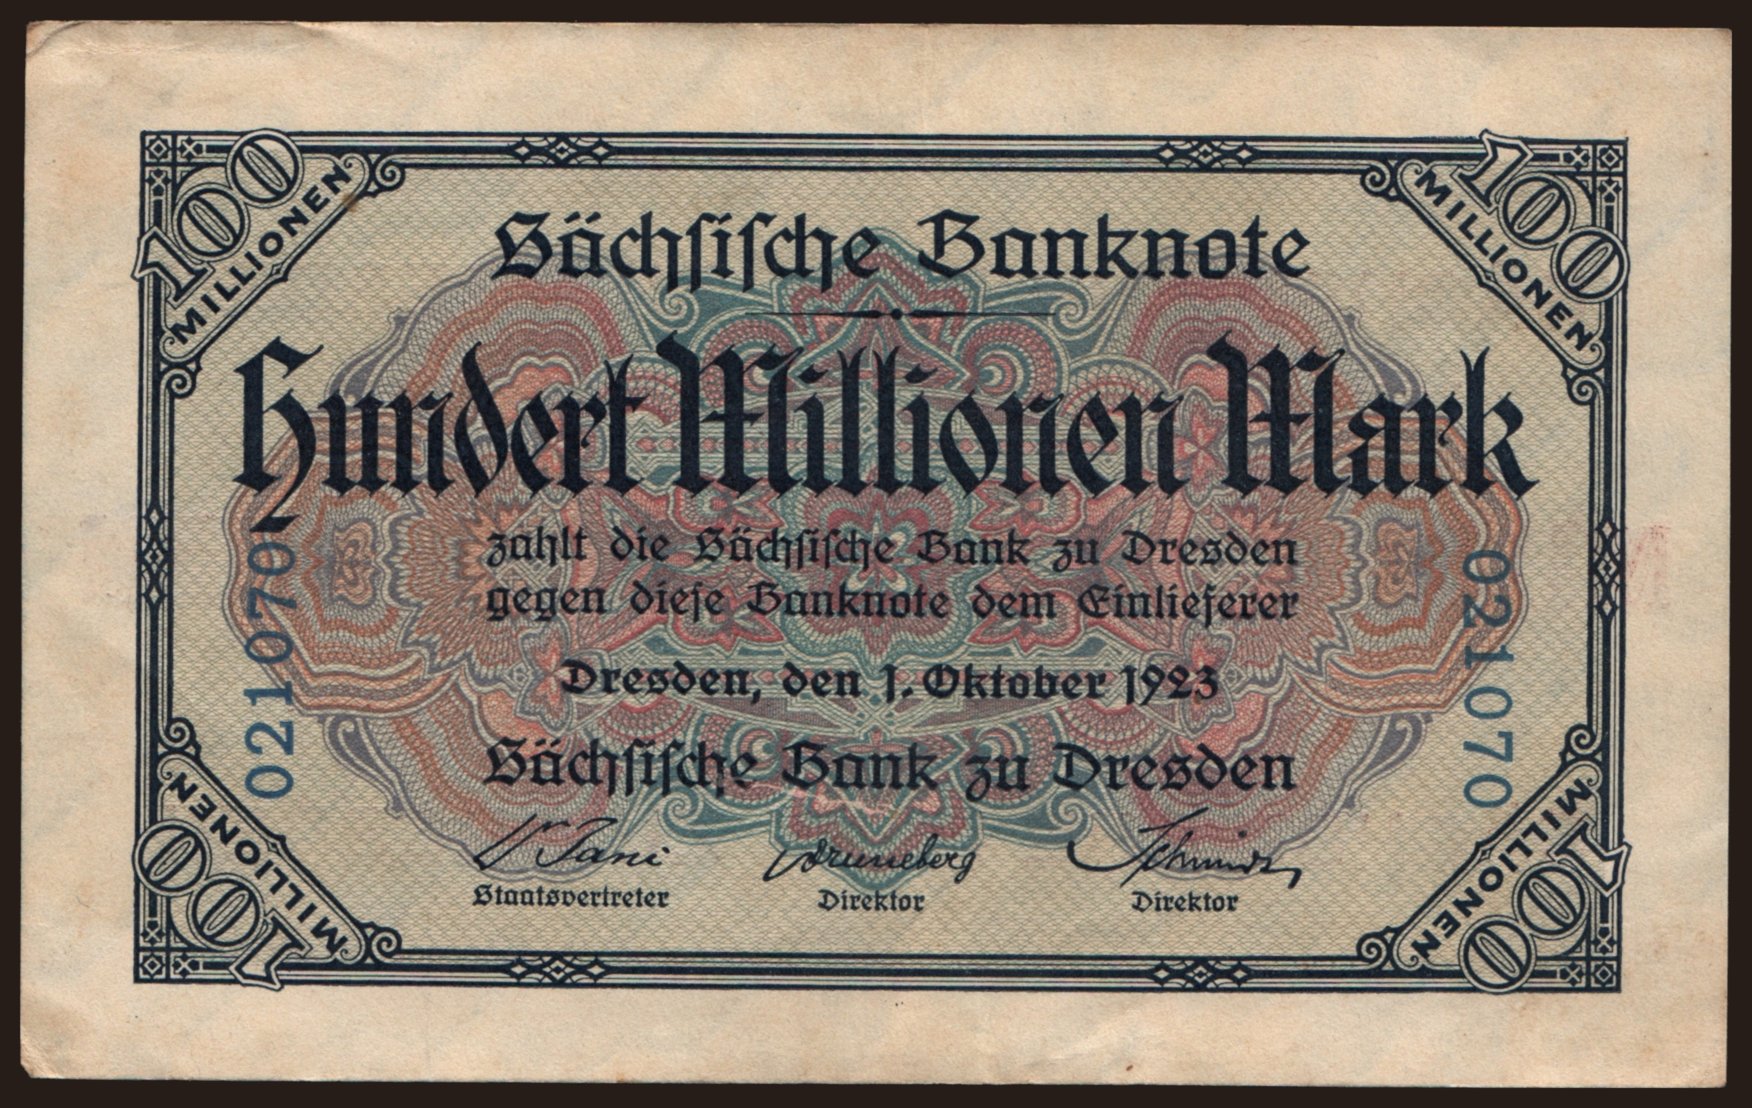 100 MILLIONEN
100 MILLIONEN
Sächsische Banknote
Hundert Millionen Mark
zahlt die Sächsische Bank zu Dresden
gegen diese Banknote dem Einlieferer
Dresden, den 1. Oktober 1923
Sächsische Bank zu Dresden
021070
021070
Schmidt
Staatsvertreter
Direktor
Direktor
100 MILLIONEN
100 MILLIONEN